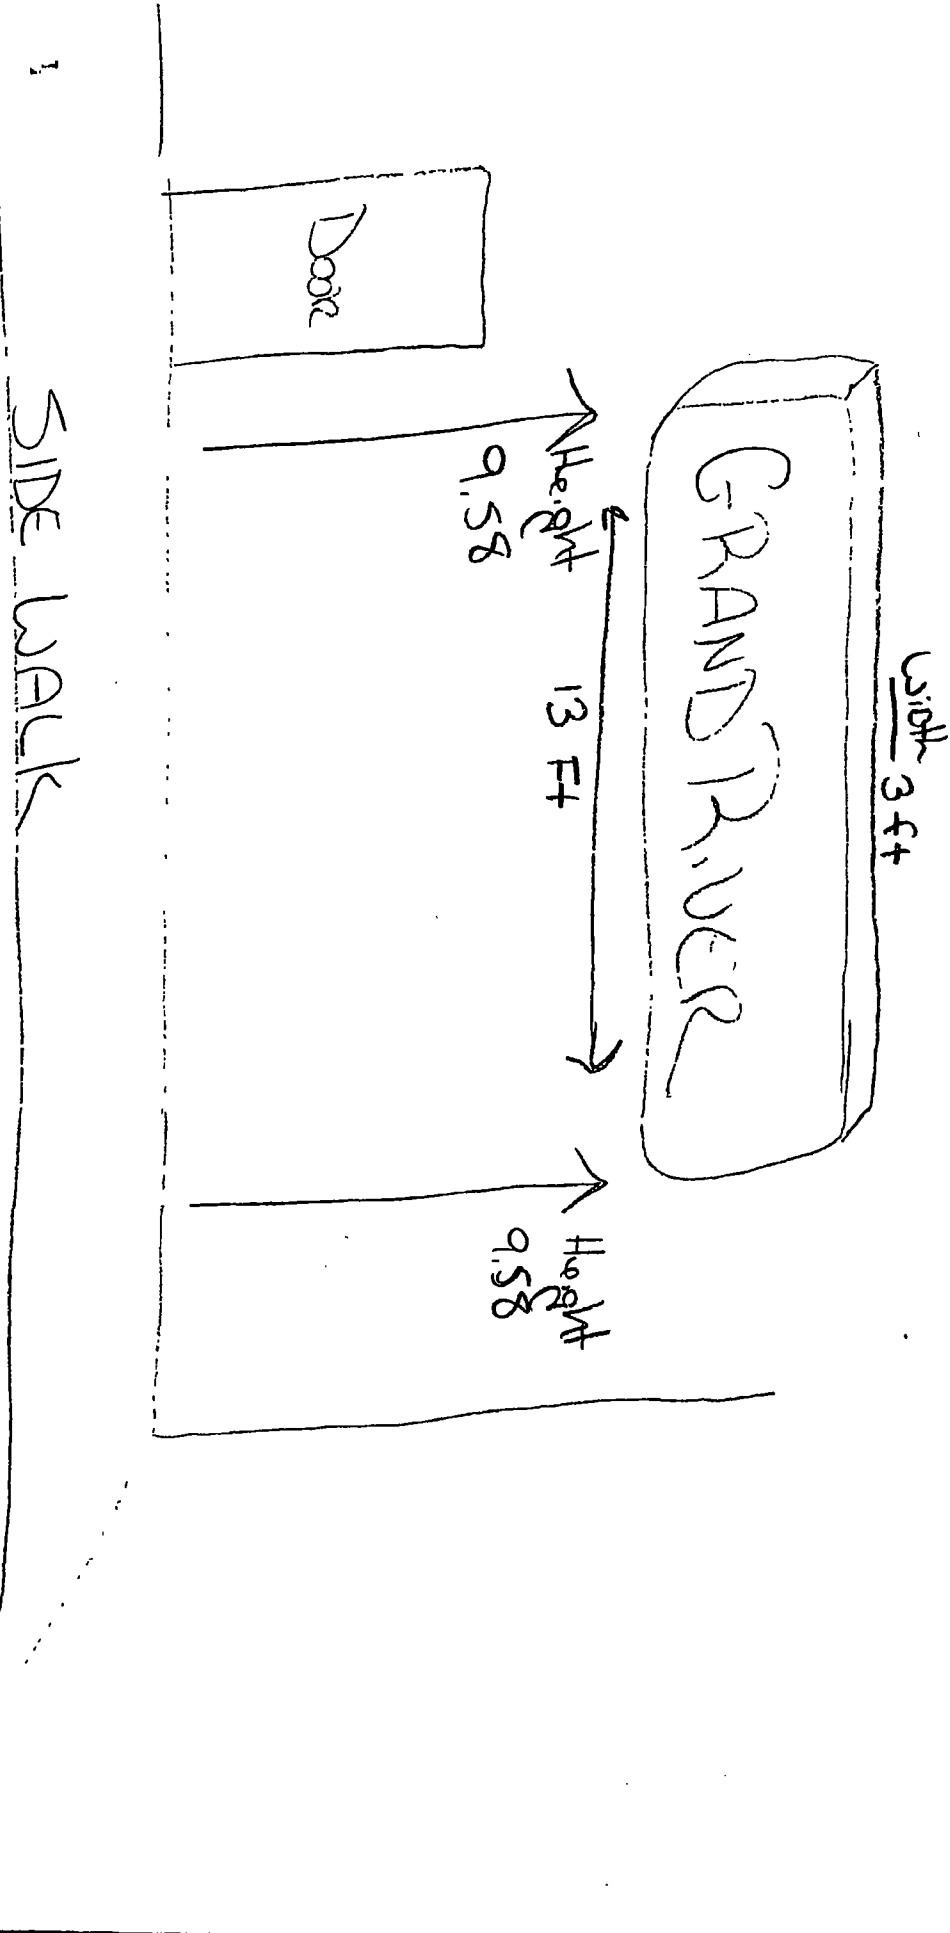 Width 3 ft
GRAND RiVER
13 Ft
Height
9.58
Height
9.58
Door
SIDE WALK